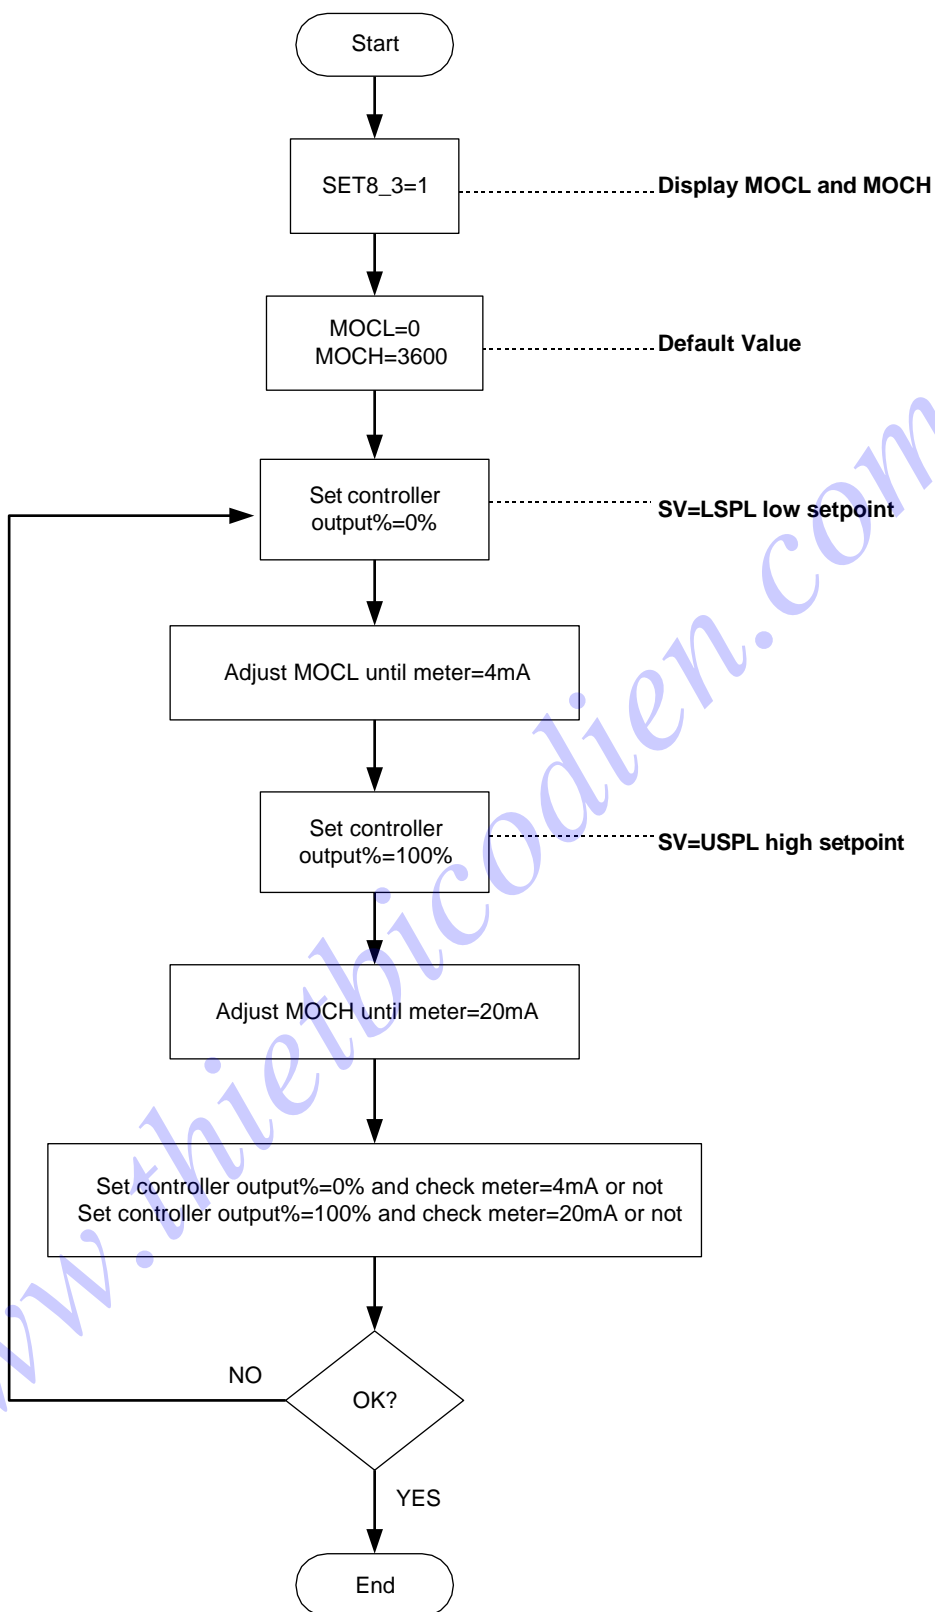 Start
SET8_3=1
Display MOCL and MOCH
MOCL=0
MOCH=3600
Default Value
Set controller
output%=0%
SV=LSPL low setpoint
Adjust MOCL until meter=4mA
Set controller
output%=100%
SV=USPL high setpoint
Adjust MOCH until meter=20mA
Set controller output%=0% and check meter=4mA or not
Set controller output%=100% and check meter=20mA or not
NO
OK?
YES
End
www.thietbicodien.com